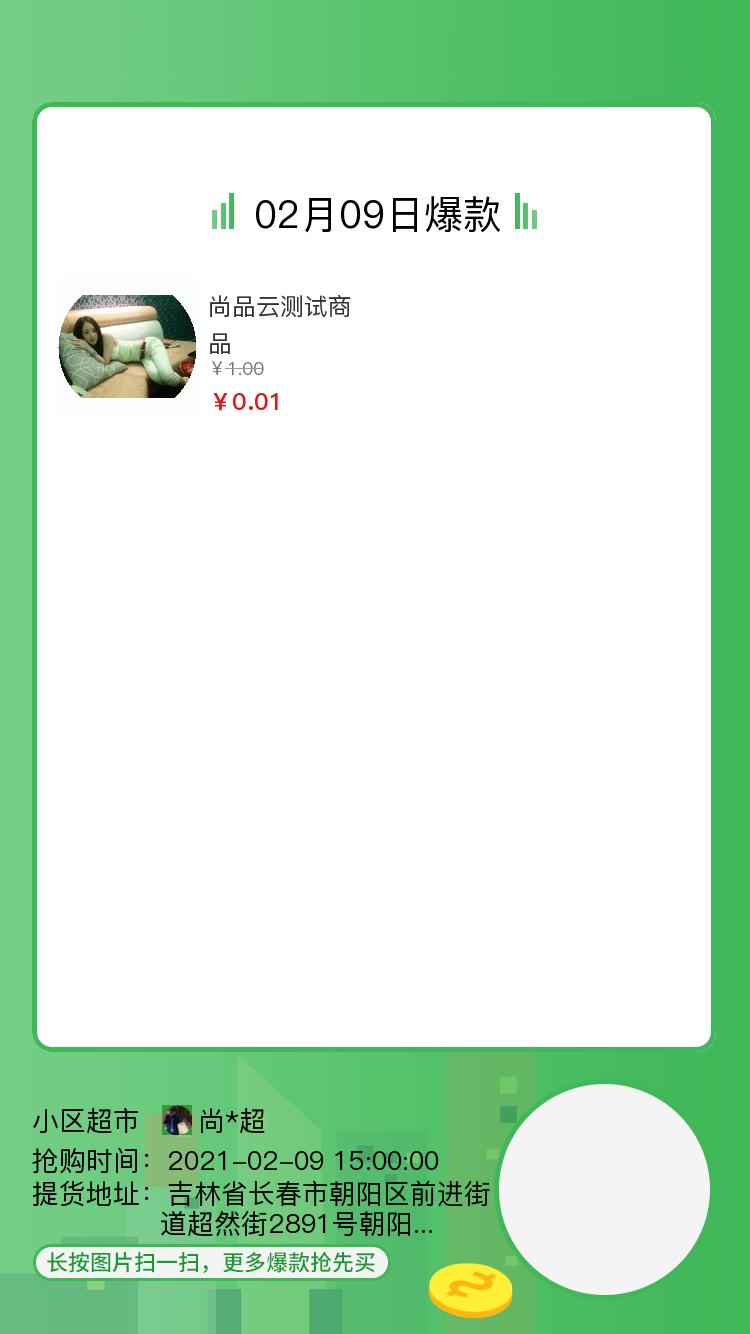 02月09日爆款
尚品云测试商
品
￥1.00
￥0.01
小区超市 尚*超
抢购时间：2021-02-09 15:00:00
提货地址：吉林省长春市朝阳区前进街
道超然街2891号朝阳...
长按图片扫一扫，更多爆款抢先买